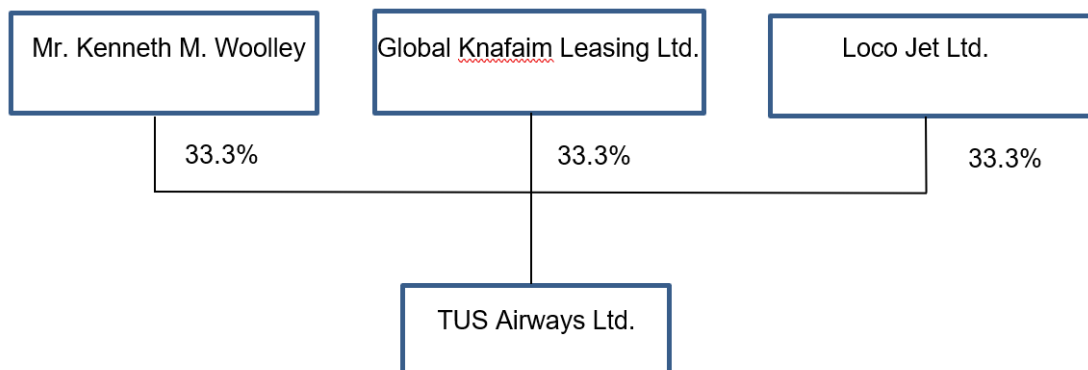 Mr. Kenneth M. Woolley
Global Knafaim Leasing Ltd.
Loco Jet Ltd.
33.3%
33.3%
33.3%
TUS Airways Ltd.